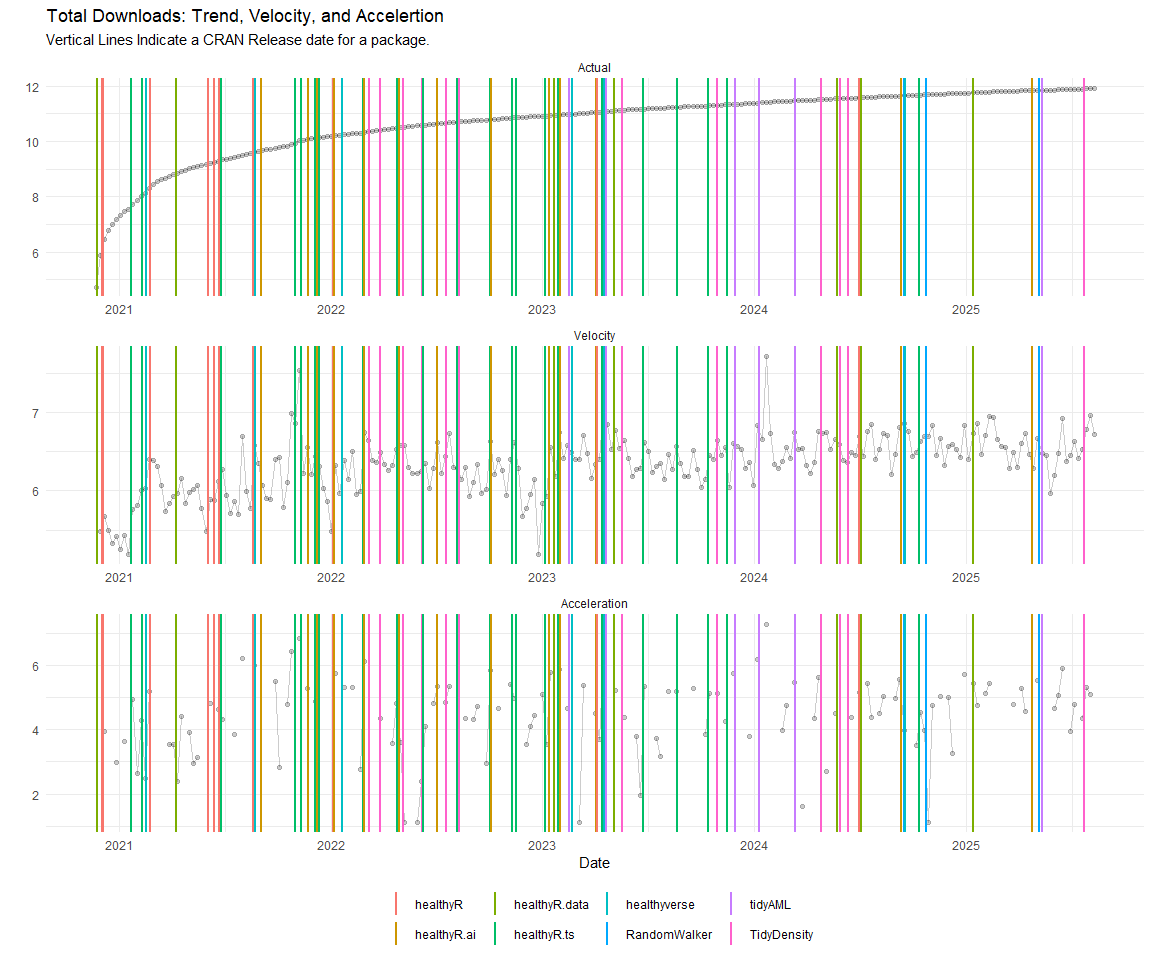 Total Downloads: Trend, Velocity, and Accelertion
Vertical Lines Indicate a CRAN Release date for a package.
Actual
12
10
8
6
2021 2022 2023 2024 2025
Velocity
7
6
2021 2022 2023 2024 2025
Acceleration
6
4
2
2021 2022 2023 2024 2025
Date
healthyR healthyR.data healthyverse tidyAML
healthyR.ai healthyR.ts RandomWalker TidyDensity